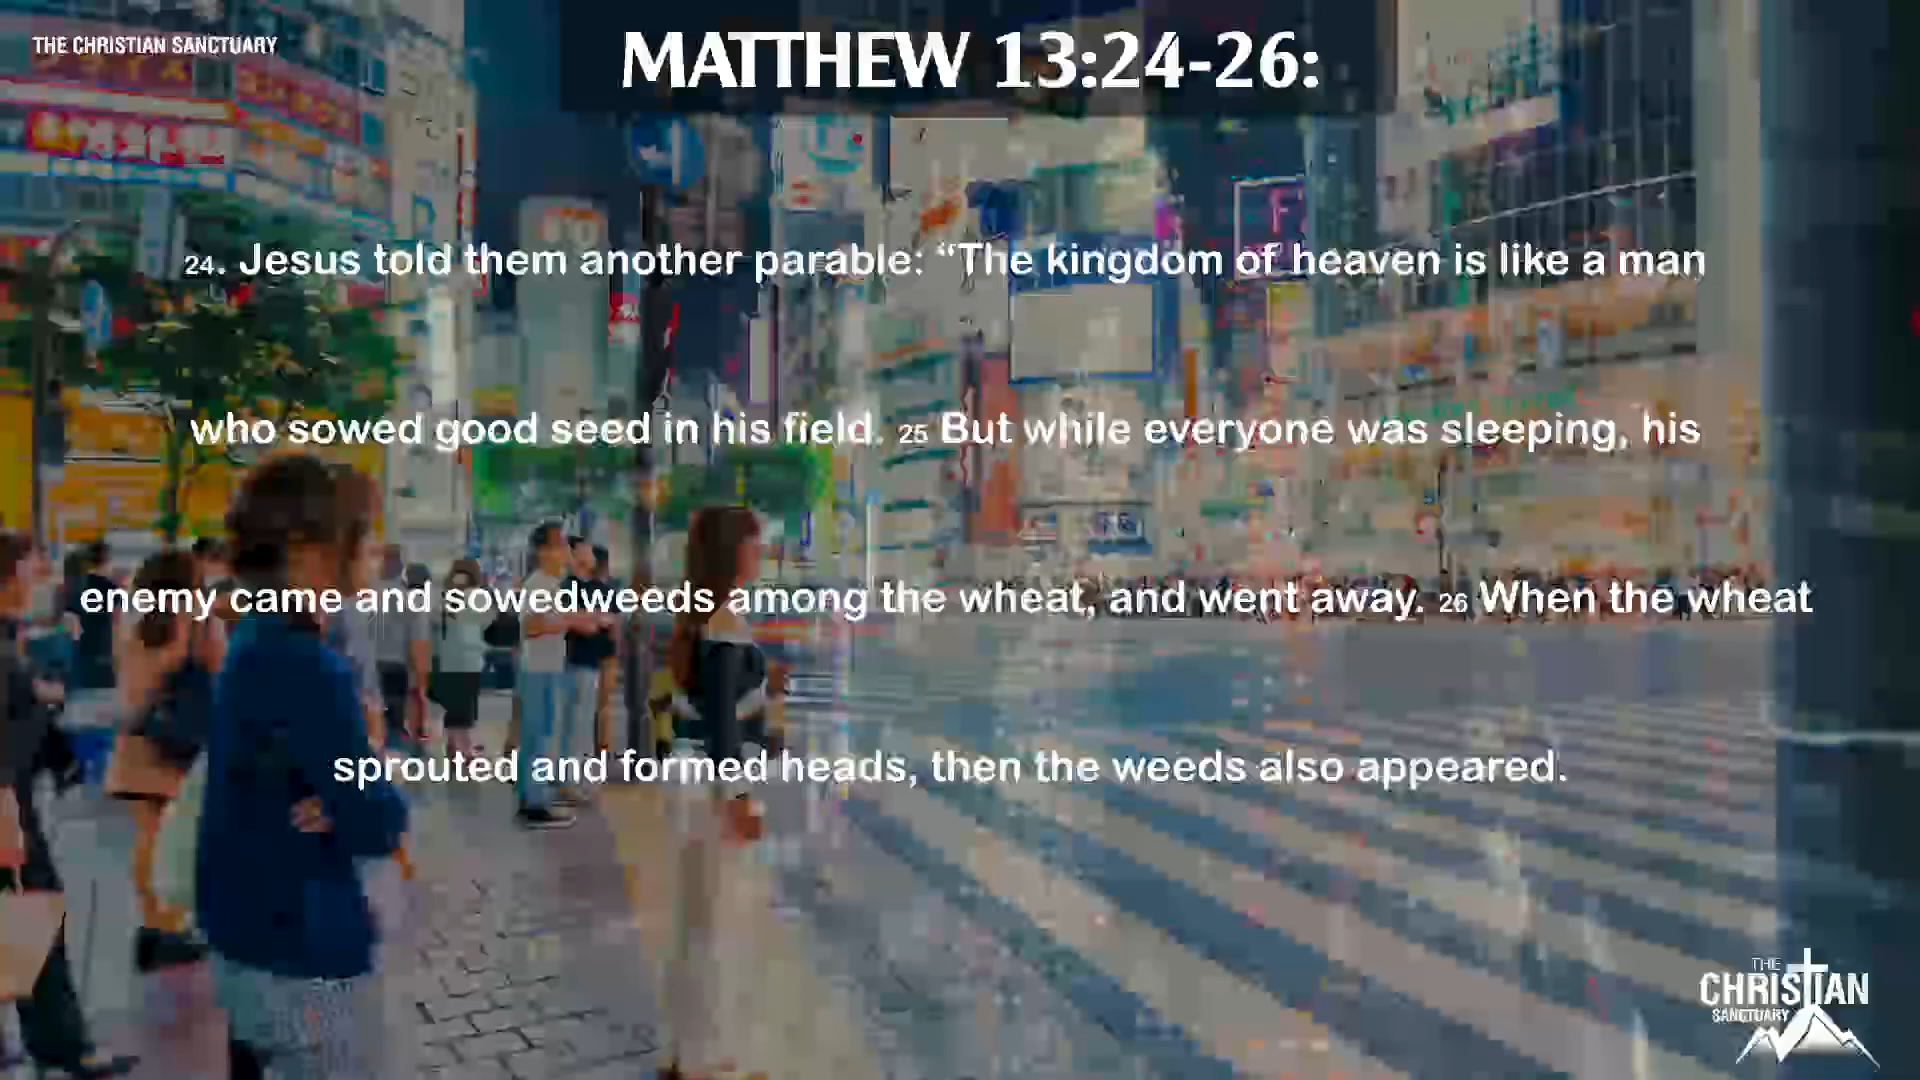 THE CHRISTIAN SANCTUARY
MATTHEW 13:24-26:
24. Jesus told them another parable: “The kingdom of heaven is like a man
who sowed good seed in his field. 25 But while everyone was sleeping, his
enemy came and sowedweeds among the wheat, and went away. 26 When the wheat
sprouted and formed heads, then the weeds also appeared.
THE
CHRISTIAN
SANCTUARY